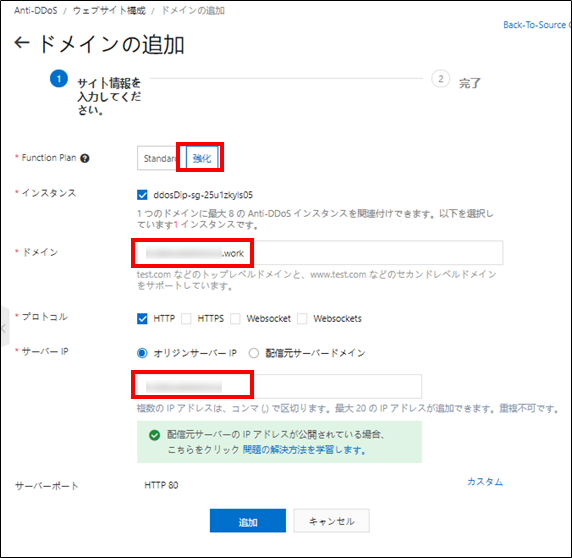 Anti-DDoS / ウェブサイト構成 / ドメインの追加
Back-To-Source
← ドメインの追加
1 サイト情報を
入力してくだ
さい。
2 完了
* Function Plan ? Standard 強化
* インスタンス ddosDip-sg-25u1zkyls05
1 つのドメインに最大 8 の Anti-DDoS インスタンスを関連付けできます。以下を選択し
ています1 インスタンスです。
* ドメイン .work
test.com などのトップレベルドメインと、www.test.com などのセカンドレベルドメイン
をサポートしています。
* プロトコル HTTP HTTPS Websocket Websockets
* サーバー IP オリジンサーバー IP 配信元サーバードメイン
複数の IP アドレスは、コンマ (,) で区切ります。最大 20 の IP アドレスが追加できます。重複不可です。
配信元サーバーの IP アドレスが公開されている場合、
こちらをクリック 問題の解決方法を学習します。
サーバーポート HTTP 80 カスタム
追加 キャンセル